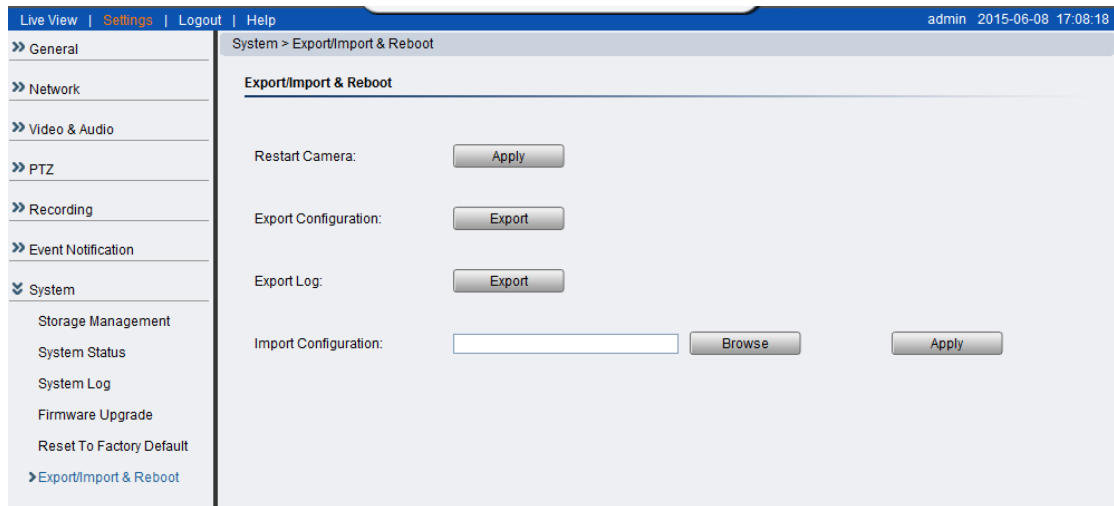 Live View | Settings | Logout | Help admin 2015-06-08 17:08:18
System > Export/Import & Reboot
General
Network
Video & Audio
PTZ
Recording
Event Notification
System
Storage Management
System Status
System Log
Firmware Upgrade
Reset To Factory Default
Export/Import & Reboot
Export/Import & Reboot
Restart Camera: Apply
Export Configuration: Export
Export Log: Export
Import Configuration: Browse Apply